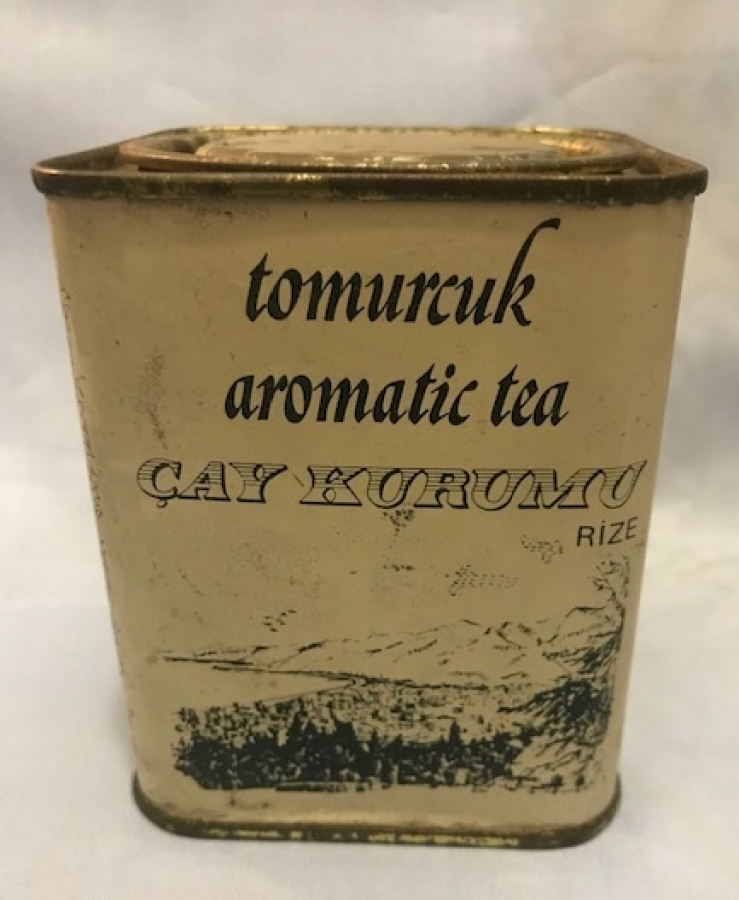 tomurcuk
aromatic tea
ÇAY KURUMU
RİZE